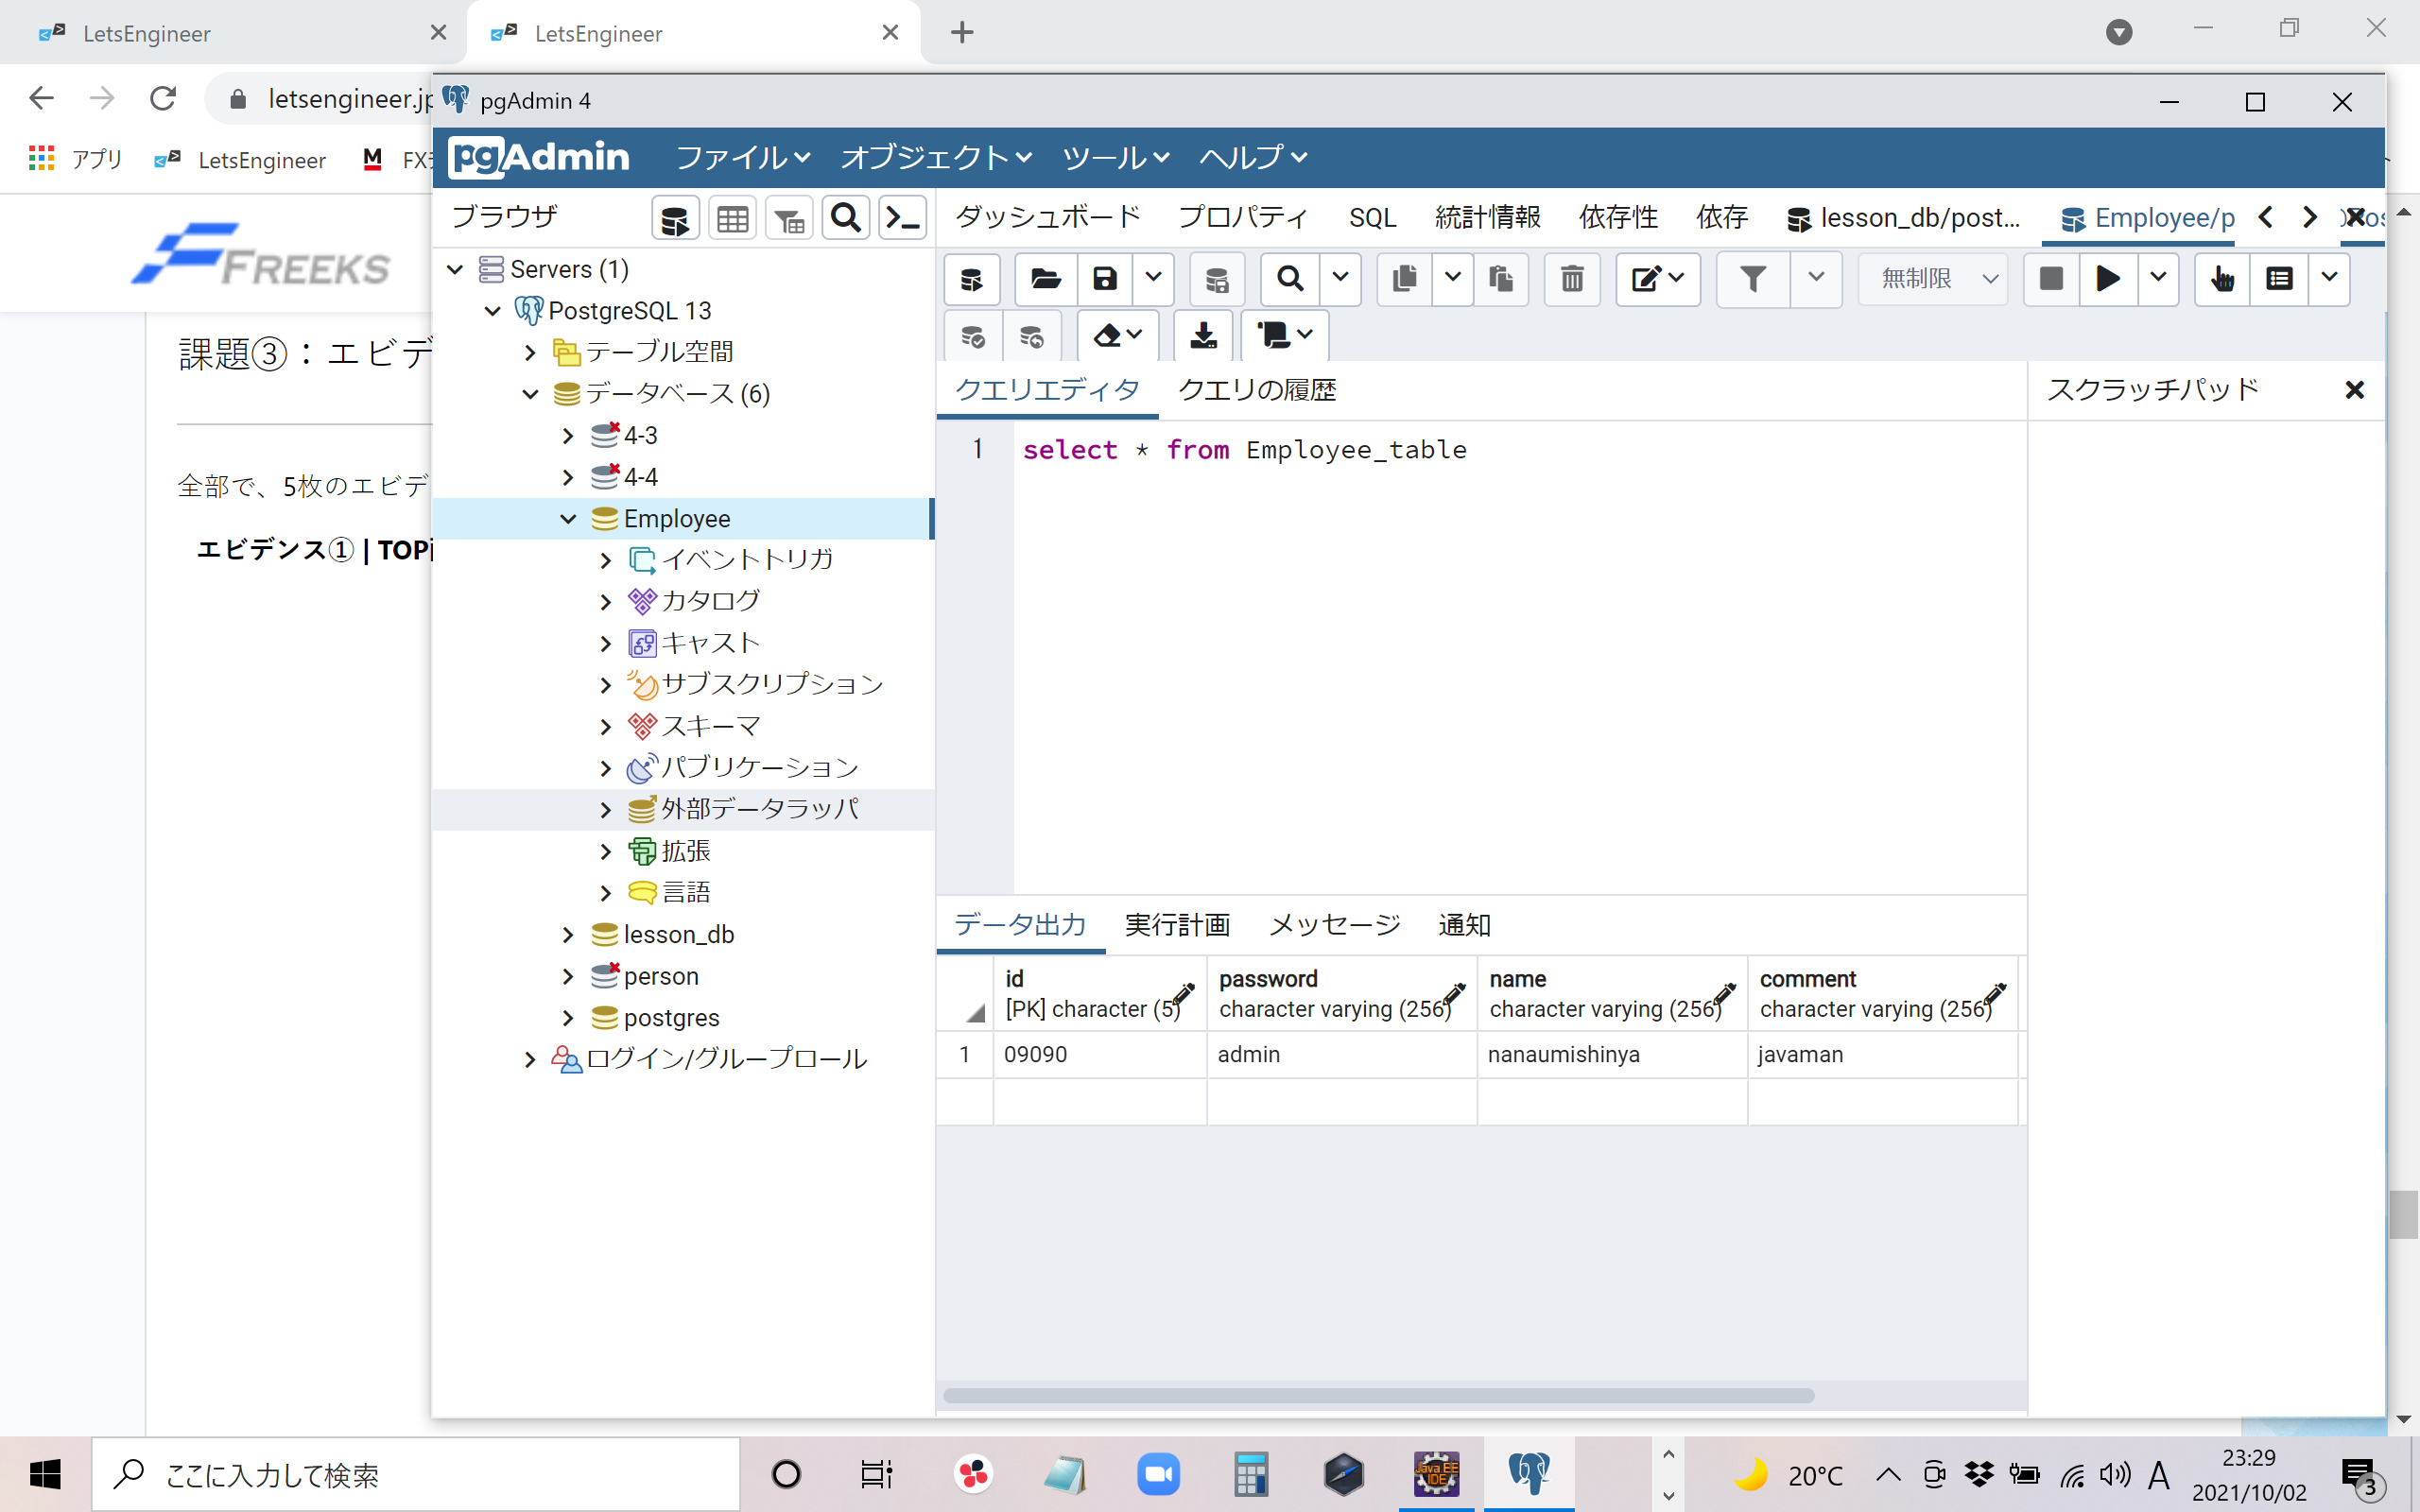 LetsEngineer
LetsEngineer
letsengineer.jp
アプリ
LetsEngineer
FX
FREEKS
課題③：エビデ
全部で、5枚のエビデ
エビデンス① | TOP
pgAdmin 4
pgAdmin
ファイル
オブジェクト
ツール
ヘルプ
ブラウザ
Servers (1)
PostgreSQL 13
テーブル空間
データベース (6)
4-3
4-4
Employee
イベントトリガ
カタログ
キャスト
サブスクリプション
スキーマ
パブリケーション
外部データラッパ
拡張
言語
lesson_db
person
postgres
ログイン/グループロール
ダッシュボード
プロパティ
SQL
統計情報
依存性
依存
lesson_db/post...
Employee/p
無制限
クエリエディタ
クエリの履歴
スクラッチパッド
1
select * from Employee_table
データ出力
実行計画
メッセージ
通知
id
[PK] character (5)
password
character varying (256)
name
character varying (256)
comment
character varying (256)
1
09090
admin
nanaumishinya
javaman
ここに入力して検索
Java EE
IDE
20°C
A
23:29
2021/10/02
3